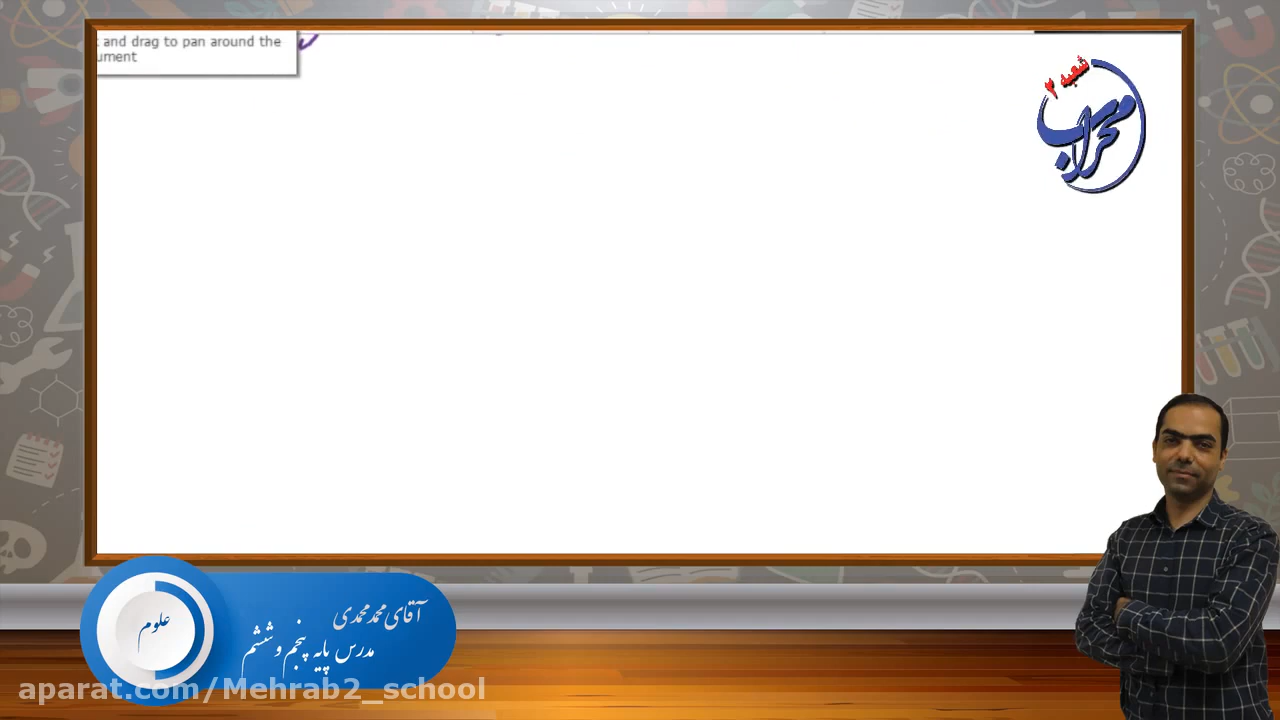 and drag to pan around the
ument
شعبه ۲
محراب
علوم
آقای محمد محمدی
مدرس پایه پنجم و ششم
aparat.com/Mehrab2_school